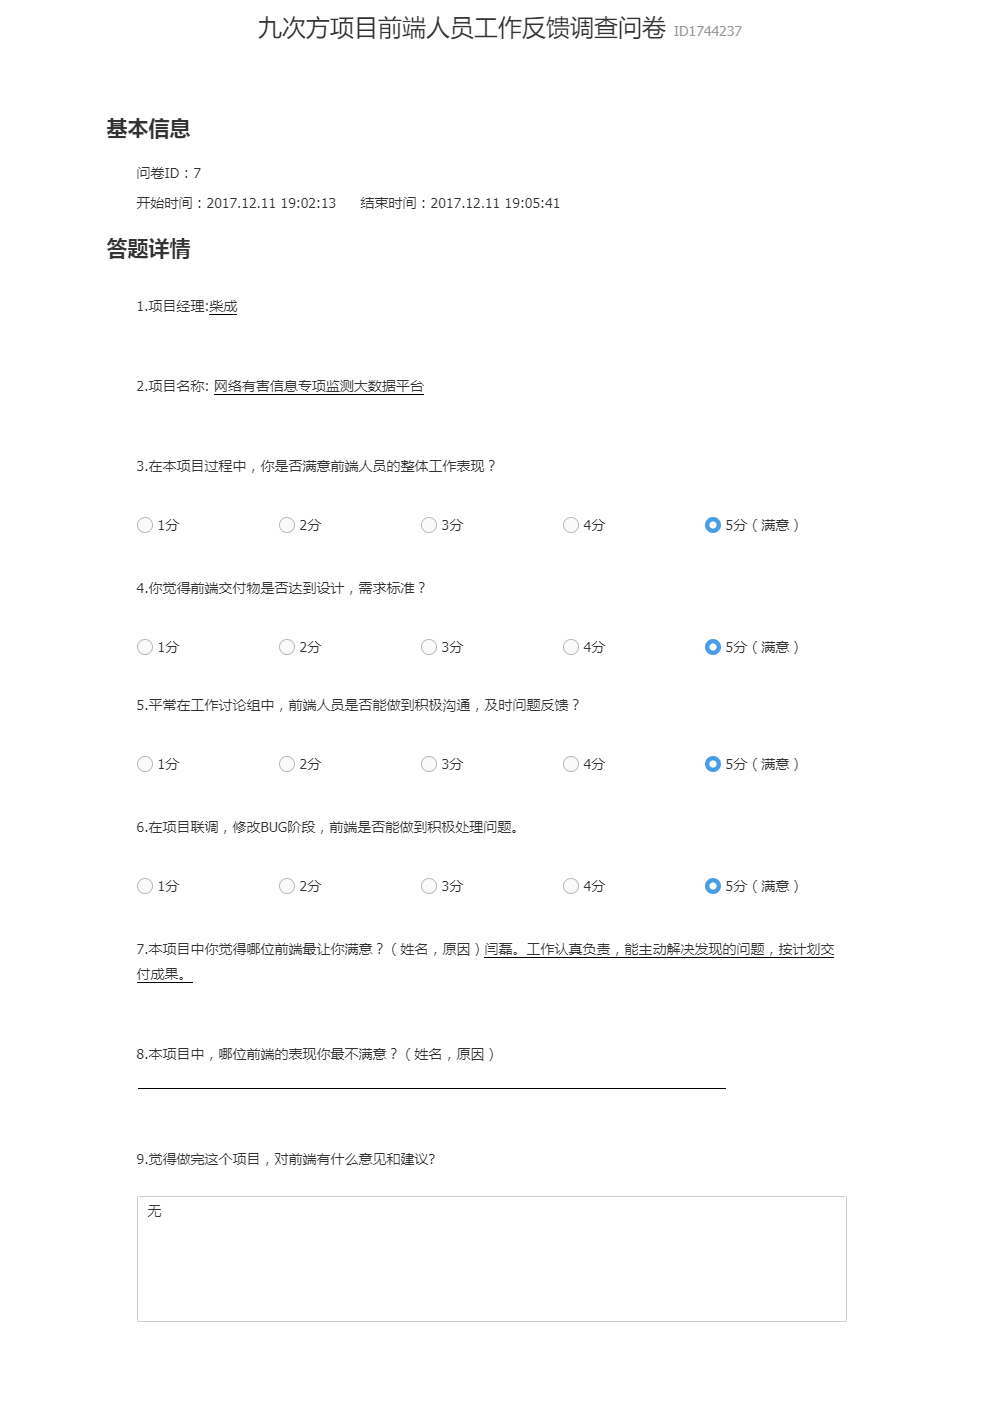 九次方项目前端人员工作反馈调查问卷 ID1744237
基本信息
问卷ID：7
开始时间：2017.12.11 19:02:13 结束时间：2017.12.11 19:05:41
答题详情
1.项目经理:柴成
2.项目名称: 网络有害信息专项监测大数据平台
3.在本项目过程中，你是否满意前端人员的整体工作表现？
1分 2分 3分 4分 5分（满意）
4.你觉得前端交付物是否达到设计，需求标准？
1分 2分 3分 4分 5分（满意）
5.平常在工作讨论组中，前端人员是否能做到积极沟通，及时问题反馈？
1分 2分 3分 4分 5分（满意）
6.在项目联调，修改BUG阶段，前端是否能做到积极处理问题。
1分 2分 3分 4分 5分（满意）
7.本项目中你觉得哪位前端最让你满意？（姓名，原因）闫磊。工作认真负责，能主动解决发现的问题，按计划交
付成果。
8.本项目中，哪位前端的表现你最不满意？（姓名，原因）
9.觉得做完这个项目，对前端有什么意见和建议?
无